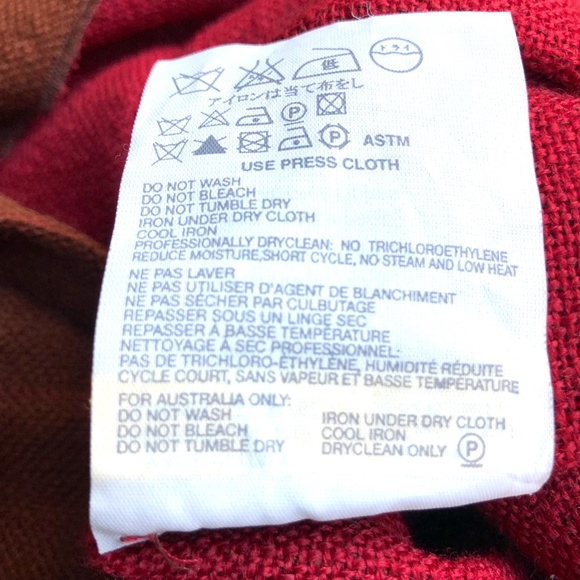 低 ドライ
アイロンは当て布をし
P
P ASTM
USE PRESS CLOTH
DO NOT WASH
DO NOT BLEACH
DO NOT TUMBLE DRY
IRON UNDER DRY CLOTH
COOL IRON
PROFESSIONALLY DRYCLEAN: NO TRICHLOROETHYLENE
REDUCE MOISTURE,SHORT CYCLE, NO STEAM AND LOW HEAT
NE PAS LAVER
NE PAS UTILISER D'AGENT DE BLANCHIMENT
NE PAS SÉCHER PAR CULBUTAGE
REPASSER SOUS UN LINGE SEC
REPASSER À BASSE TEMPÉRATURE
NETTOYAGE À SEC PROFESSIONNEL:
PAS DE TRICHLORO-ÉTHYLÈNE, HUMIDITÉ RÉDUITE
CYCLE COURT, SANS VAPEUR ET BASSE TEMPÉRATURE
FOR AUSTRALIA ONLY:
DO NOT WASH IRON UNDER DRY CLOTH
DO NOT BLEACH COOL IRON
DO NOT TUMBLE DRY DRYCLEAN ONLY P